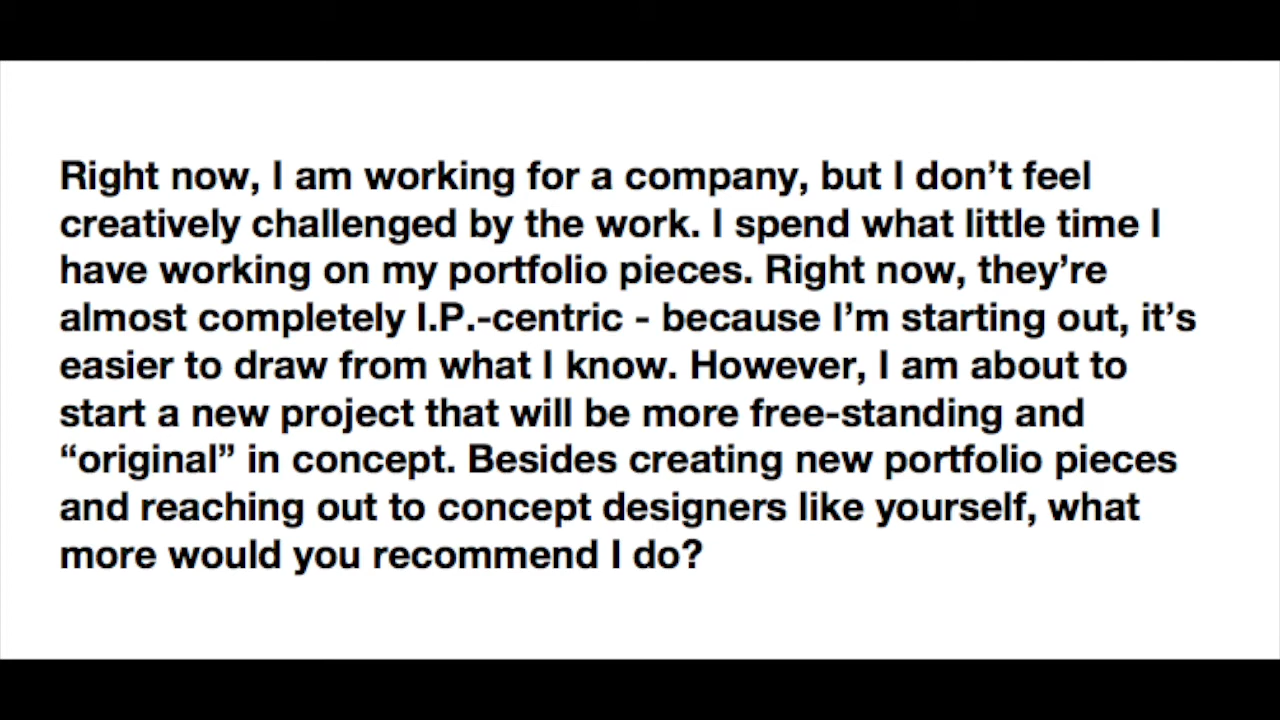 Right now, I am working for a company, but I don’t feel
creatively challenged by the work. I spend what little time I
have working on my portfolio pieces. Right now, they’re
almost completely I.P.-centric - because I’m starting out, it’s
easier to draw from what I know. However, I am about to
start a new project that will be more free-standing and
“original” in concept. Besides creating new portfolio pieces
and reaching out to concept designers like yourself, what
more would you recommend I do?